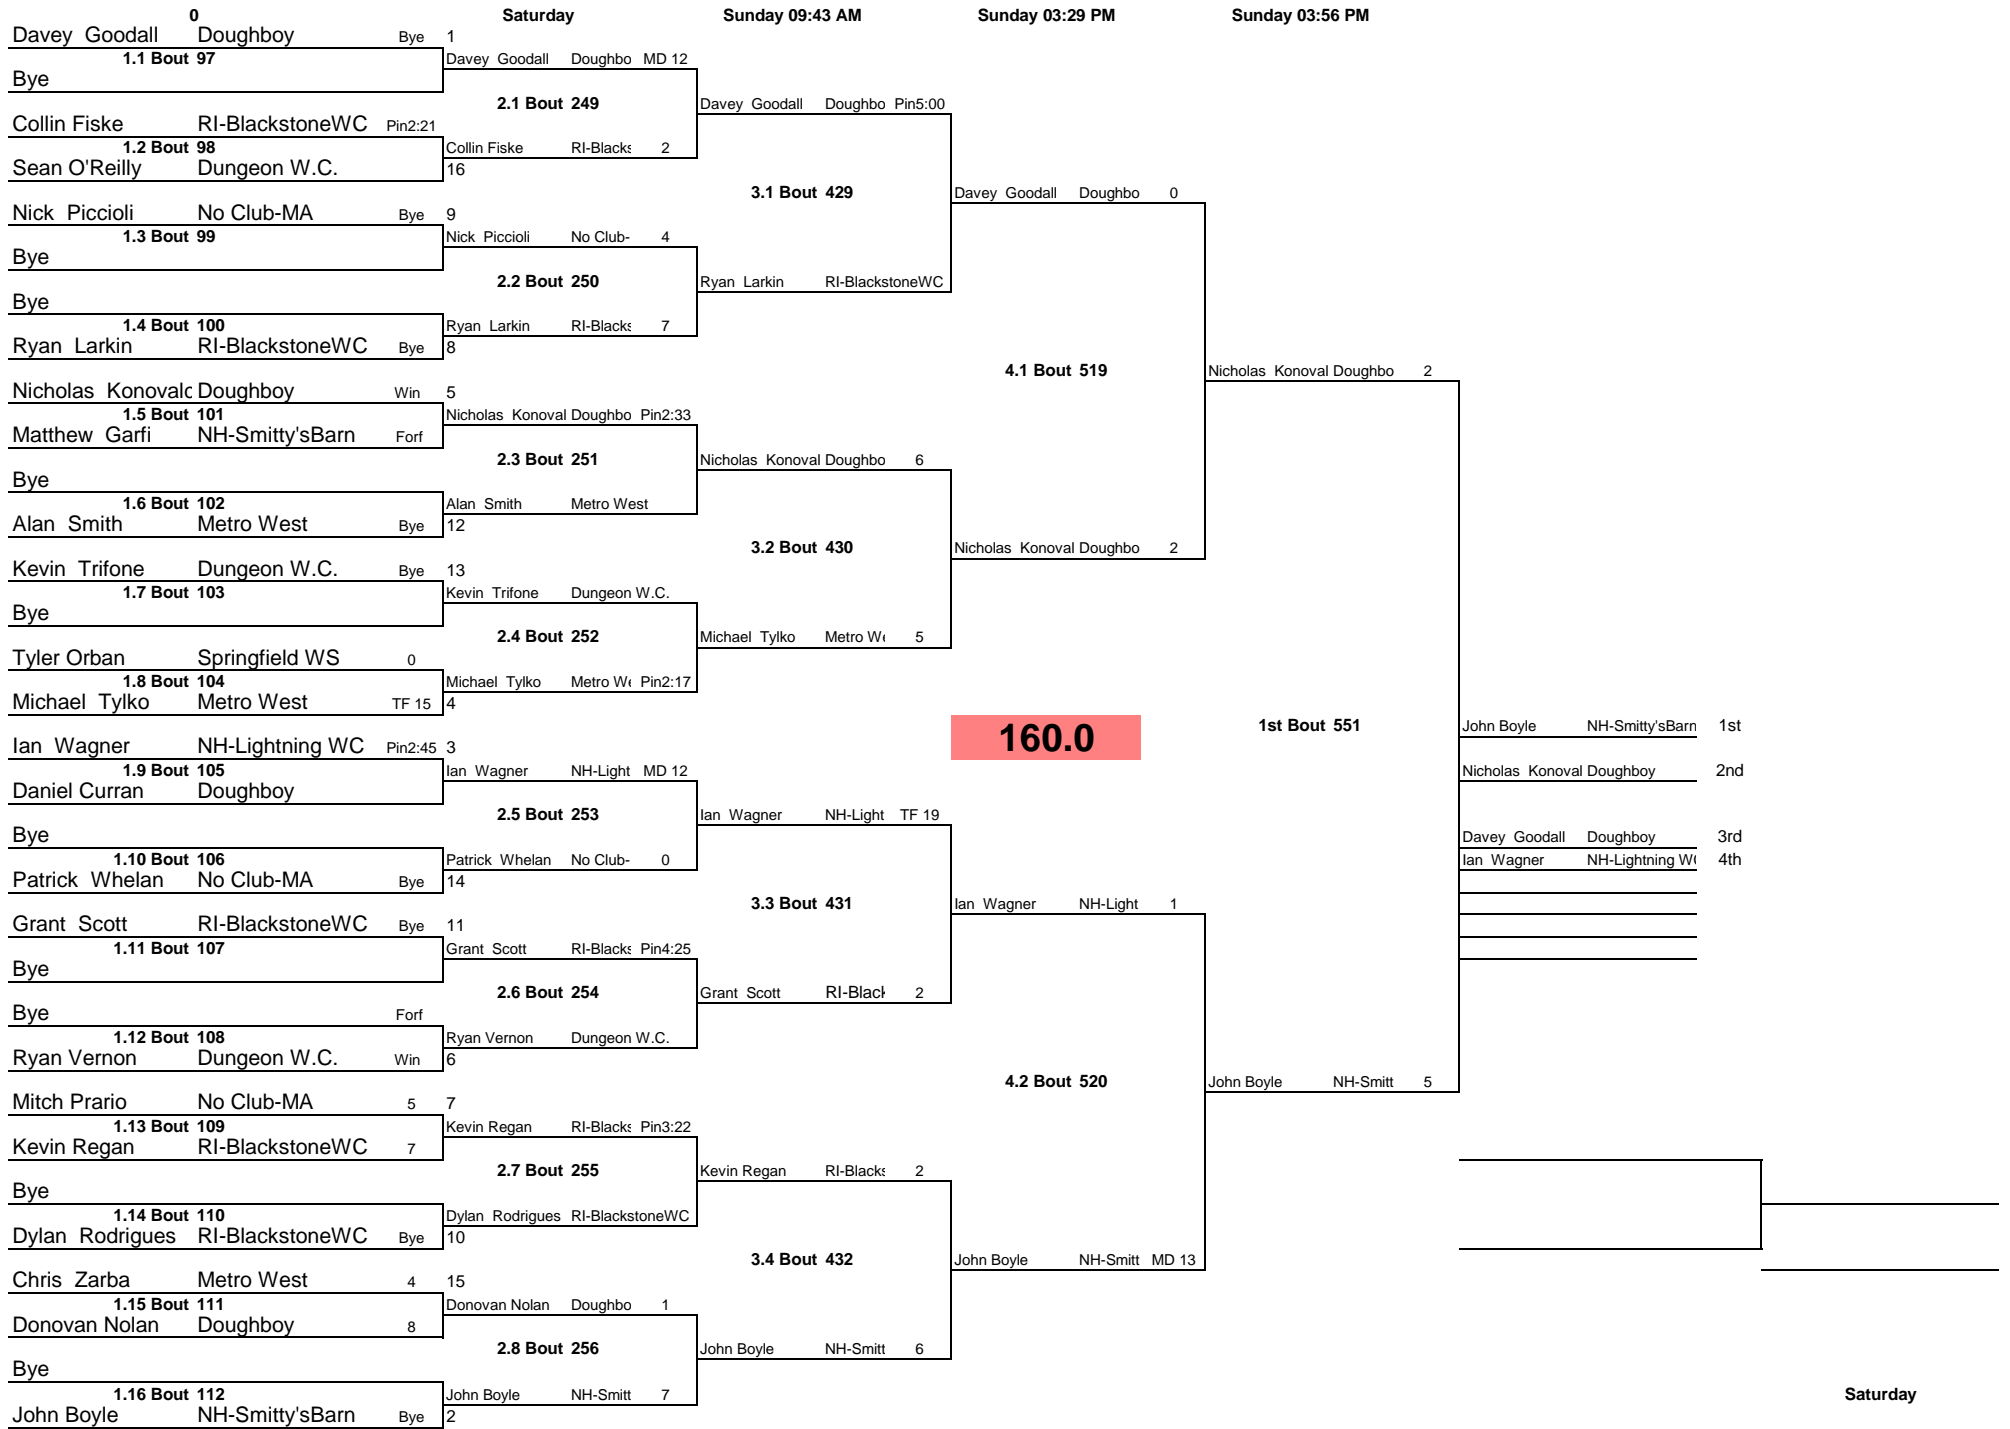 0 Saturday Sunday 09:43 AM Sunday 03:29 PM Sunday 03:56 PM
Davey Goodall Doughboy Bye 1
1.1 Bout 97 Davey Goodall Doughbo MD 12
Bye
2.1 Bout 249 Davey Goodall Doughbo Pin5:00
Collin Fiske RI-BlackstoneWC Pin2:21
1.2 Bout 98 Collin Fiske RI-Blacks 2
Sean O'Reilly Dungeon W.C. 16
3.1 Bout 429 Davey Goodall Doughbo 0
Nick Piccioli No Club-MA Bye 9
1.3 Bout 99 Nick Piccioli No Club- 4
Bye
2.2 Bout 250 Ryan Larkin RI-BlackstoneWC
Bye
1.4 Bout 100 Ryan Larkin RI-Blacks 7
Ryan Larkin RI-BlackstoneWC Bye 8
4.1 Bout 519 Nicholas Konoval Doughbo 2
Nicholas Konovalc Doughboy Win 5
1.5 Bout 101 Nicholas Konoval Doughbo Pin2:33
Matthew Garfi NH-Smitty'sBarn Forf
2.3 Bout 251 Nicholas Konoval Doughbo 6
Bye
1.6 Bout 102 Alan Smith Metro West
Alan Smith Metro West Bye 12
3.2 Bout 430 Nicholas Konoval Doughbo 2
Kevin Trifone Dungeon W.C. Bye 13
1.7 Bout 103 Kevin Trifone Dungeon W.C.
Bye
2.4 Bout 252 Michael Tylko Metro We 5
Tyler Orban Springfield WS 0
1.8 Bout 104 Michael Tylko Metro We Pin2:17
Michael Tylko Metro West TF 15 4
160.0 1st Bout 551 John Boyle NH-Smitty'sBarn 1st
Ian Wagner NH-Lightning WC Pin2:45 3
1.9 Bout 105 Ian Wagner NH-Light MD 12 Nicholas Konoval Doughboy 2nd
Daniel Curran Doughboy
2.5 Bout 253 Ian Wagner NH-Light TF 19
Bye Davey Goodall Doughboy 3rd
1.10 Bout 106 Patrick Whelan No Club- 0 Ian Wagner NH-Lightning WC 4th
Patrick Whelan No Club-MA Bye 14
3.3 Bout 431 Ian Wagner NH-Light 1
Grant Scott RI-BlackstoneWC Bye 11
1.11 Bout 107 Grant Scott RI-Blacks Pin4:25
Bye
2.6 Bout 254 Grant Scott RI-Black 2
Bye Forf
1.12 Bout 108 Ryan Vernon Dungeon W.C.
Ryan Vernon Dungeon W.C. Win 6
4.2 Bout 520 John Boyle NH-Smitt 5
Mitch Prario No Club-MA 5 7
1.13 Bout 109 Kevin Regan RI-Blacks Pin3:22
Kevin Regan RI-BlackstoneWC 7
2.7 Bout 255 Kevin Regan RI-Blacks 2
Bye
1.14 Bout 110 Dylan Rodrigues RI-BlackstoneWC
Dylan Rodrigues RI-BlackstoneWC Bye 10
3.4 Bout 432 John Boyle NH-Smitt MD 13
Chris Zarba Metro West 4 15
1.15 Bout 111 Donovan Nolan Doughbo 1
Donovan Nolan Doughboy 8
2.8 Bout 256 John Boyle NH-Smitt 6
Bye
1.16 Bout 112 John Boyle NH-Smitt 7 Saturday
John Boyle NH-Smitty'sBarn Bye 2